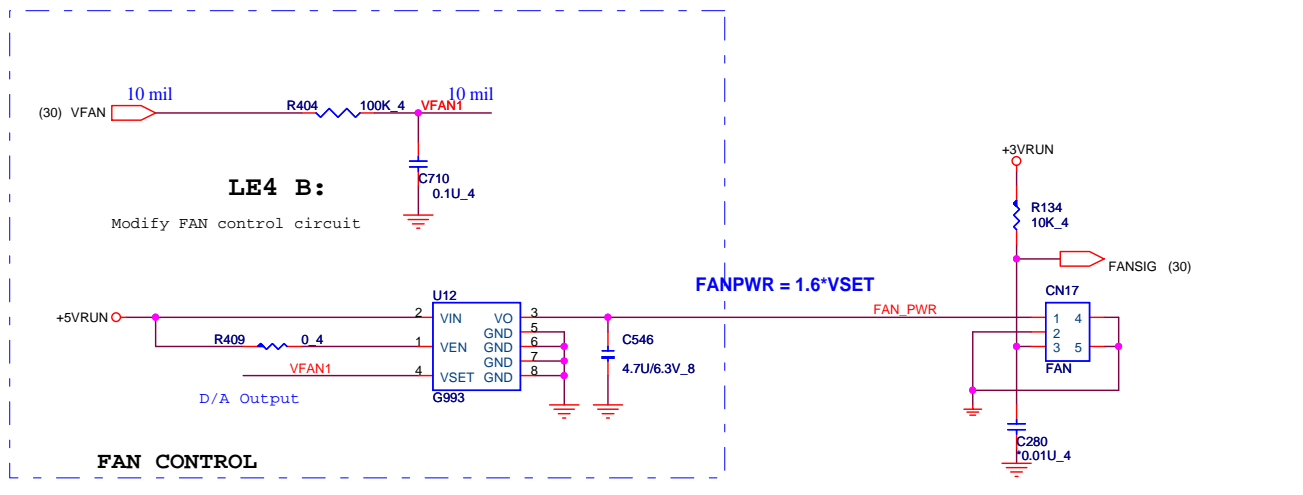 10 mil
10 mil
(30) VFAN
R404
100K_4
VFAN1
C710
0.1U_4
LE4 B:
Modify FAN control circuit
+3VRUN
R134
10K_4
FANSIG (30)
FANPWR = 1.6*VSET
CN17
U12
+5VRUN
2
VIN
VO
3
FAN_PWR
1
4
GND
5
2
R409
0_4
1
VEN
GND
6
3
5
C546
GND
7
FAN
4.7U/6.3V_8
VFAN1
4
VSET
GND
8
D/A Output
G993
C280
*0.01U_4
FAN CONTROL